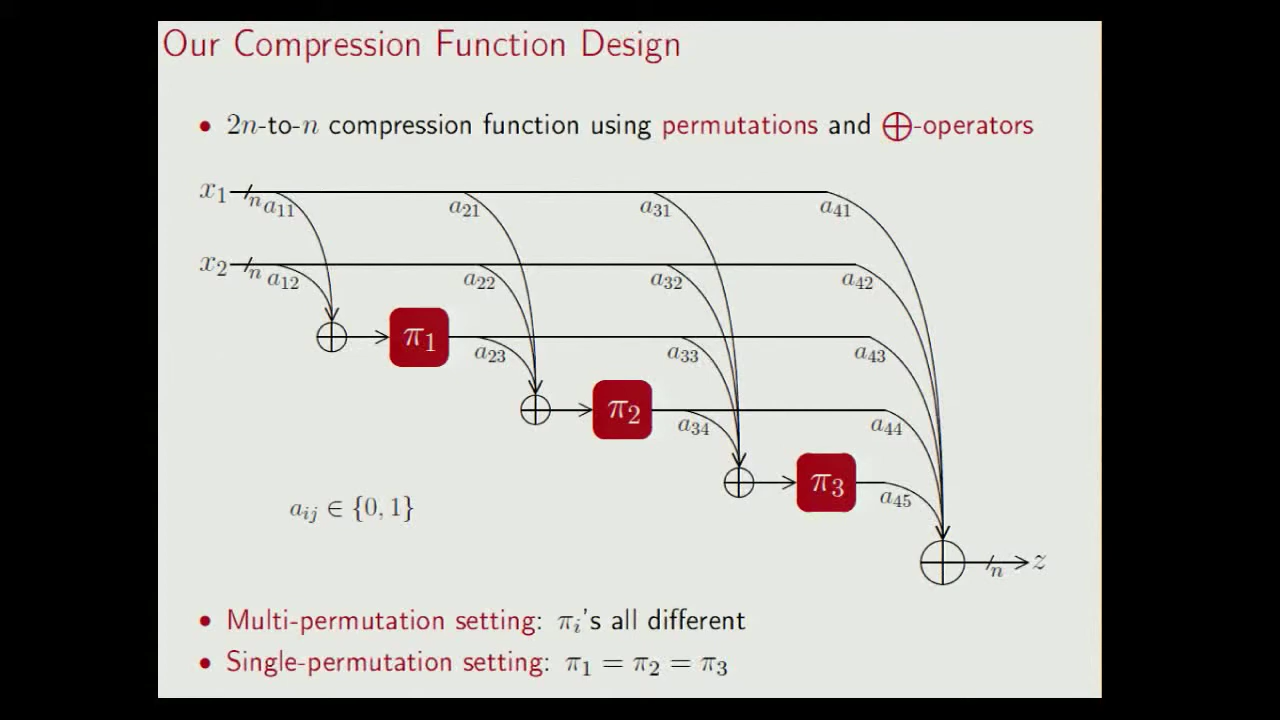 Our Compression Function Design
• 2n-to-n compression function using permutations and ⊕-operators
x₁ n a₁₁ a₂₁ a₃₁ a₄₁
x₂ n a₁₂ a₂₂ a₃₂ a₄₂
π₁ a₂₃ a₃₃ a₄₃
π₂ a₃₄ a₄₄
π₃ a₄₅
aᵢⱼ ∈ {0, 1}
n z
• Multi-permutation setting: πᵢ's all different
• Single-permutation setting: π₁ = π₂ = π₃